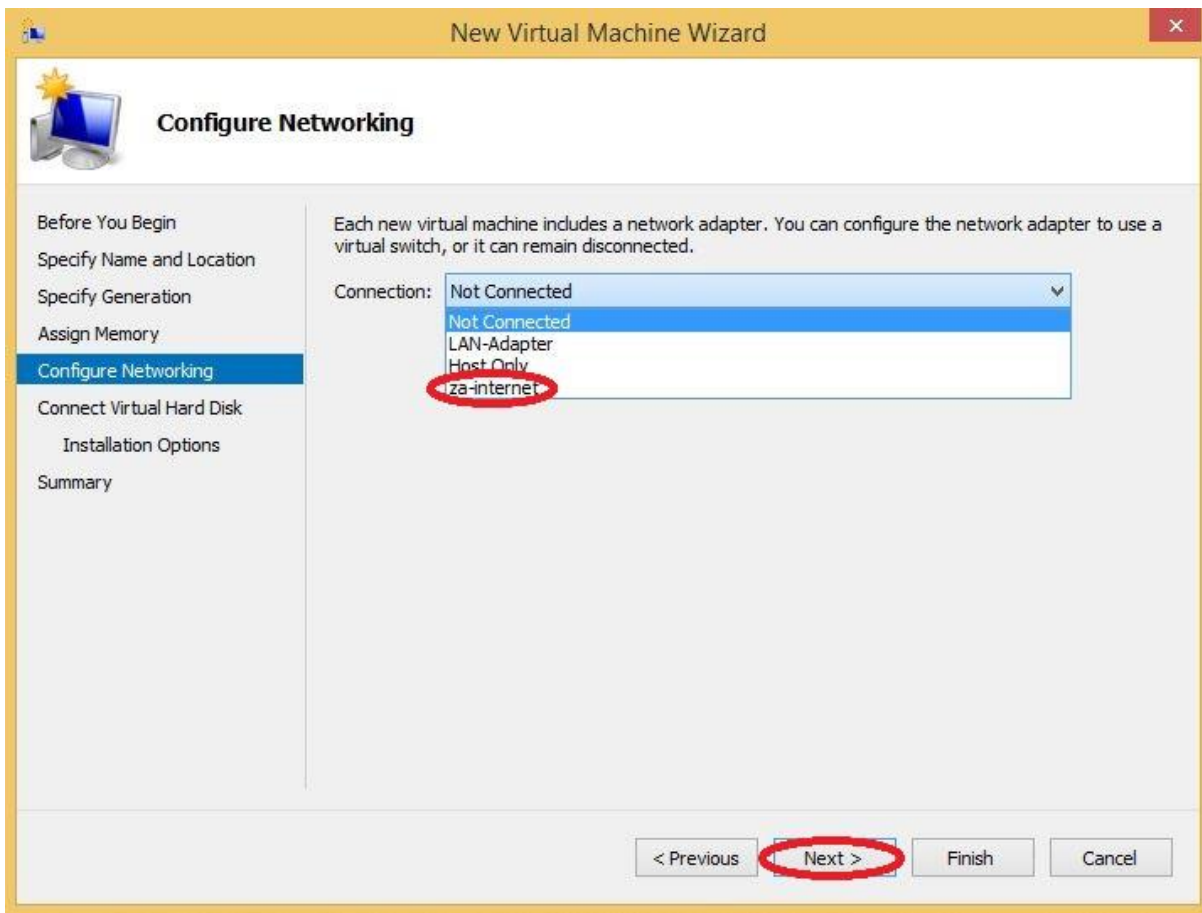 New Virtual Machine Wizard
Configure Networking
Before You Begin
Specify Name and Location
Specify Generation
Assign Memory
Configure Networking
Connect Virtual Hard Disk
Installation Options
Summary
Each new virtual machine includes a network adapter. You can configure the network adapter to use a
virtual switch, or it can remain disconnected.
Connection: Not Connected
Not Connected
LAN-Adapter
Host Only
za-internet
< Previous
Next >
Finish
Cancel